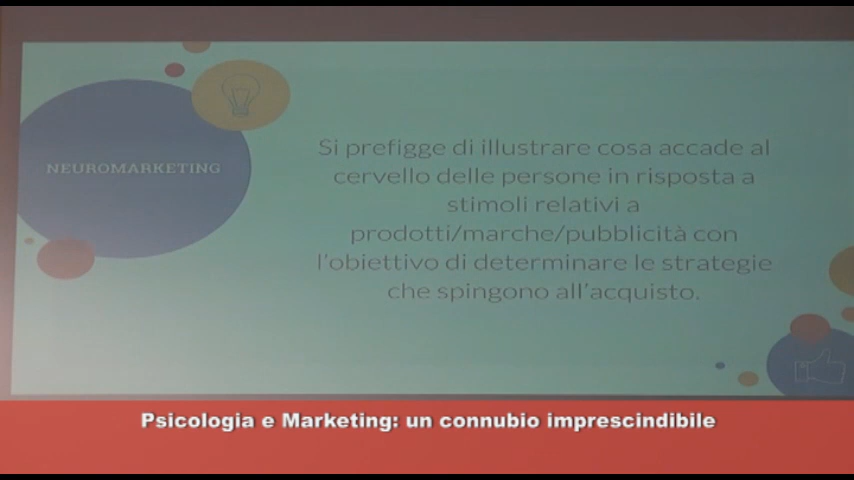 NEUROMARKETING
Si prefigge di illustrare cosa accade al
cervello delle persone in risposta a
stimoli relativi a
prodotti/marche/pubblicità con
l'obiettivo di determinare le strategie
che spingono all'acquisto.
Psicologia e Marketing: un connubio imprescindibile